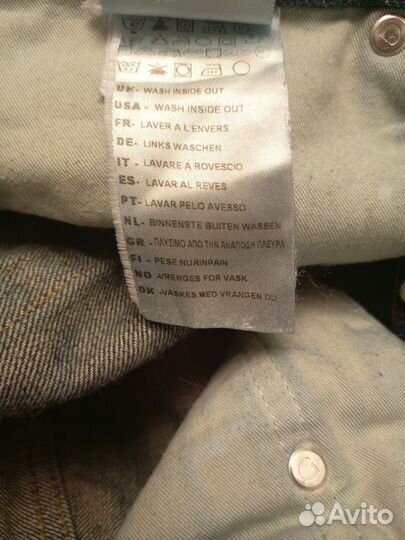 UK- WASH INSIDE OUT
USA- WASH INSIDE OUT
FR- LAVER A L'ENVERS
DE- LINKS WASCHEN
IT - LAVARE A ROVESCIO
ES- LAVAR AL REVES
PT- LAVAR PELO AVESSO
NL- BINNENSTE BUITEN WASSEN
GR - ΠΛΥΣΙΜΟ ΑΠΟ ΤΗΝ ΑΝΑΠΟΔΗ ΠΛΕΥΡΑ
FI - PESE NURINPAIN
NO -VRENGES FOR VASK
DK -VASKES MED VRANGEN DU
Avito